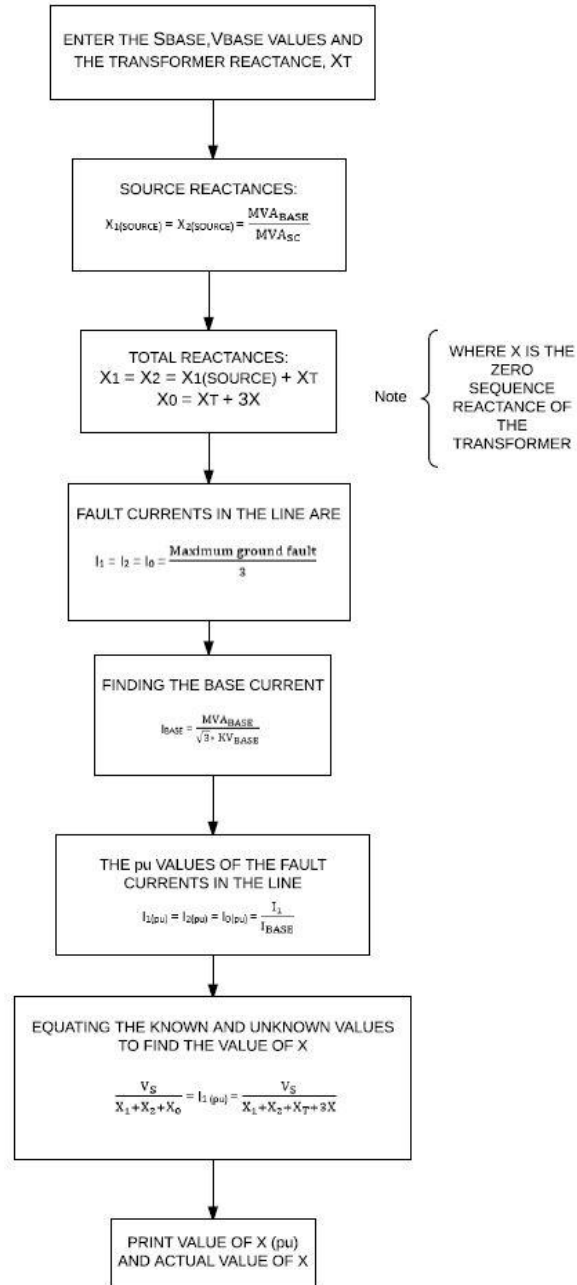 ENTER THE SBASE,VBASE VALUES AND
THE TRANSFORMER REACTANCE, XT
SOURCE REACTANCES:
X1(SOURCE) = X2(SOURCE) = MVABASE / MVASC
TOTAL REACTANCES:
X1 = X2 = X1(SOURCE) + XT
X0 = XT + 3X
Note
WHERE X IS THE
ZERO
SEQUENCE
REACTANCE OF
THE
TRANSFORMER
FAULT CURRENTS IN THE LINE ARE
I1 = I2 = I0 = Maximum ground fault / 3
FINDING THE BASE CURRENT
IBASE = MVABASE / √3* KVBASE
THE pu VALUES OF THE FAULT
CURRENTS IN THE LINE
I1(pu) = I2(pu) = I0(pu) = I1 / IBASE
EQUATING THE KNOWN AND UNKNOWN VALUES
TO FIND THE VALUE OF X
VS / X1+X2+X0 = I1 (pu) = VS / X1+X2+XT+3X
PRINT VALUE OF X (pu)
AND ACTUAL VALUE OF X